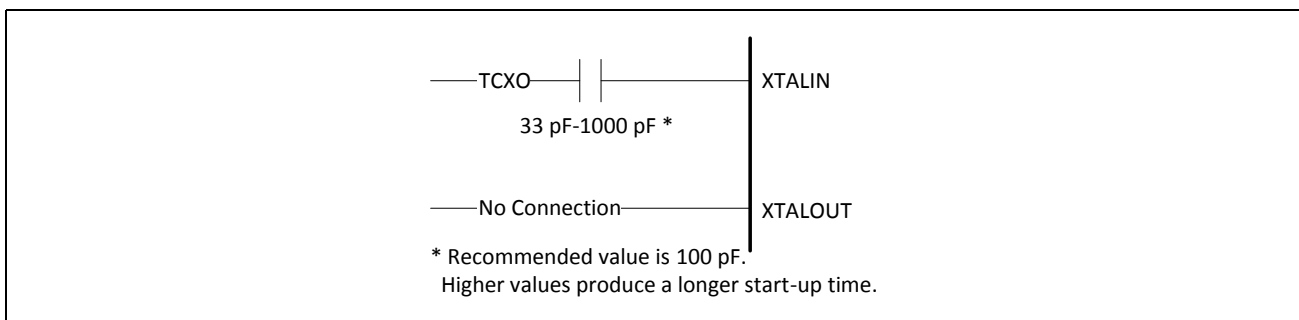 TCXO
XTALIN
33 pF-1000 pF *
No Connection
XTALOUT
* Recommended value is 100 pF.
Higher values produce a longer start-up time.